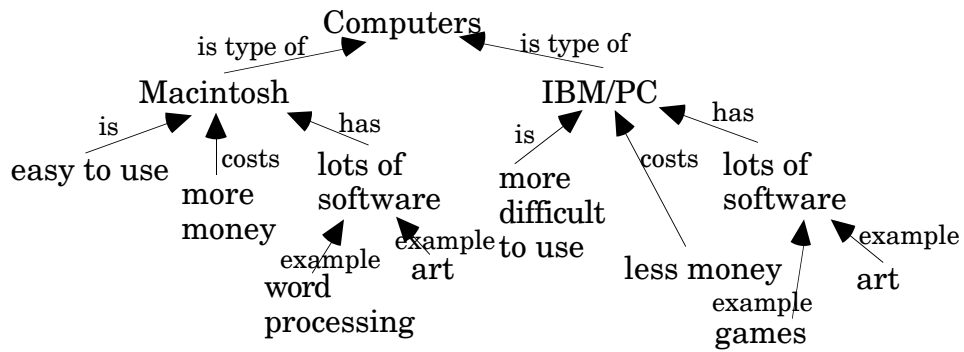 Computers
is type of
is type of
Macintosh
IBM/PC
is
costs
has
is
costs
has
easy to use
more
money
lots of
software
more
difficult
to use
less money
lots of
software
example
word
processing
example
art
example
games
example
art